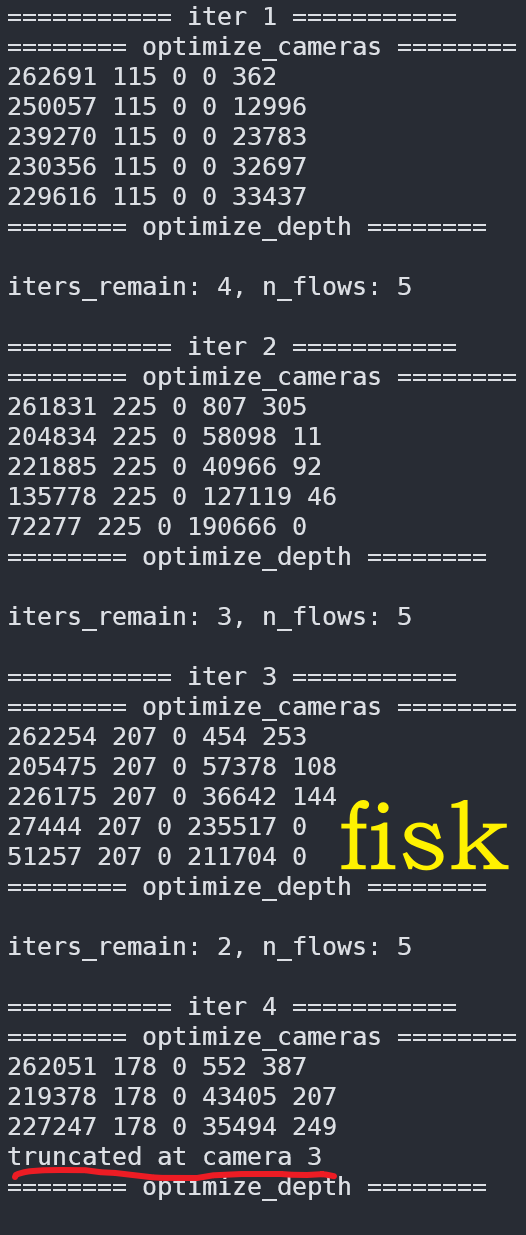 =========== iter 1 ===========
======== optimize_cameras ========
262691 115 0 0 362
250057 115 0 0 12996
239270 115 0 0 23783
230356 115 0 0 32697
229616 115 0 0 33437
======== optimize_depth ========
iters_remain: 4, n_flows: 5
=========== iter 2 ===========
======== optimize_cameras ========
261831 225 0 807 305
204834 225 0 58098 11
221885 225 0 40966 92
135778 225 0 127119 46
72277 225 0 190666 0
======== optimize_depth ========
iters_remain: 3, n_flows: 5
=========== iter 3 ===========
======== optimize_cameras ========
262254 207 0 454 253
205475 207 0 57378 108
226175 207 0 36642 144
27444 207 0 235517 0
51257 207 0 211704 0
fisk
======== optimize_depth ========
iters_remain: 2, n_flows: 5
=========== iter 4 ===========
======== optimize_cameras ========
262051 178 0 552 387
219378 178 0 43405 207
227247 178 0 35494 249
truncated at camera 3
======== optimize_depth ========